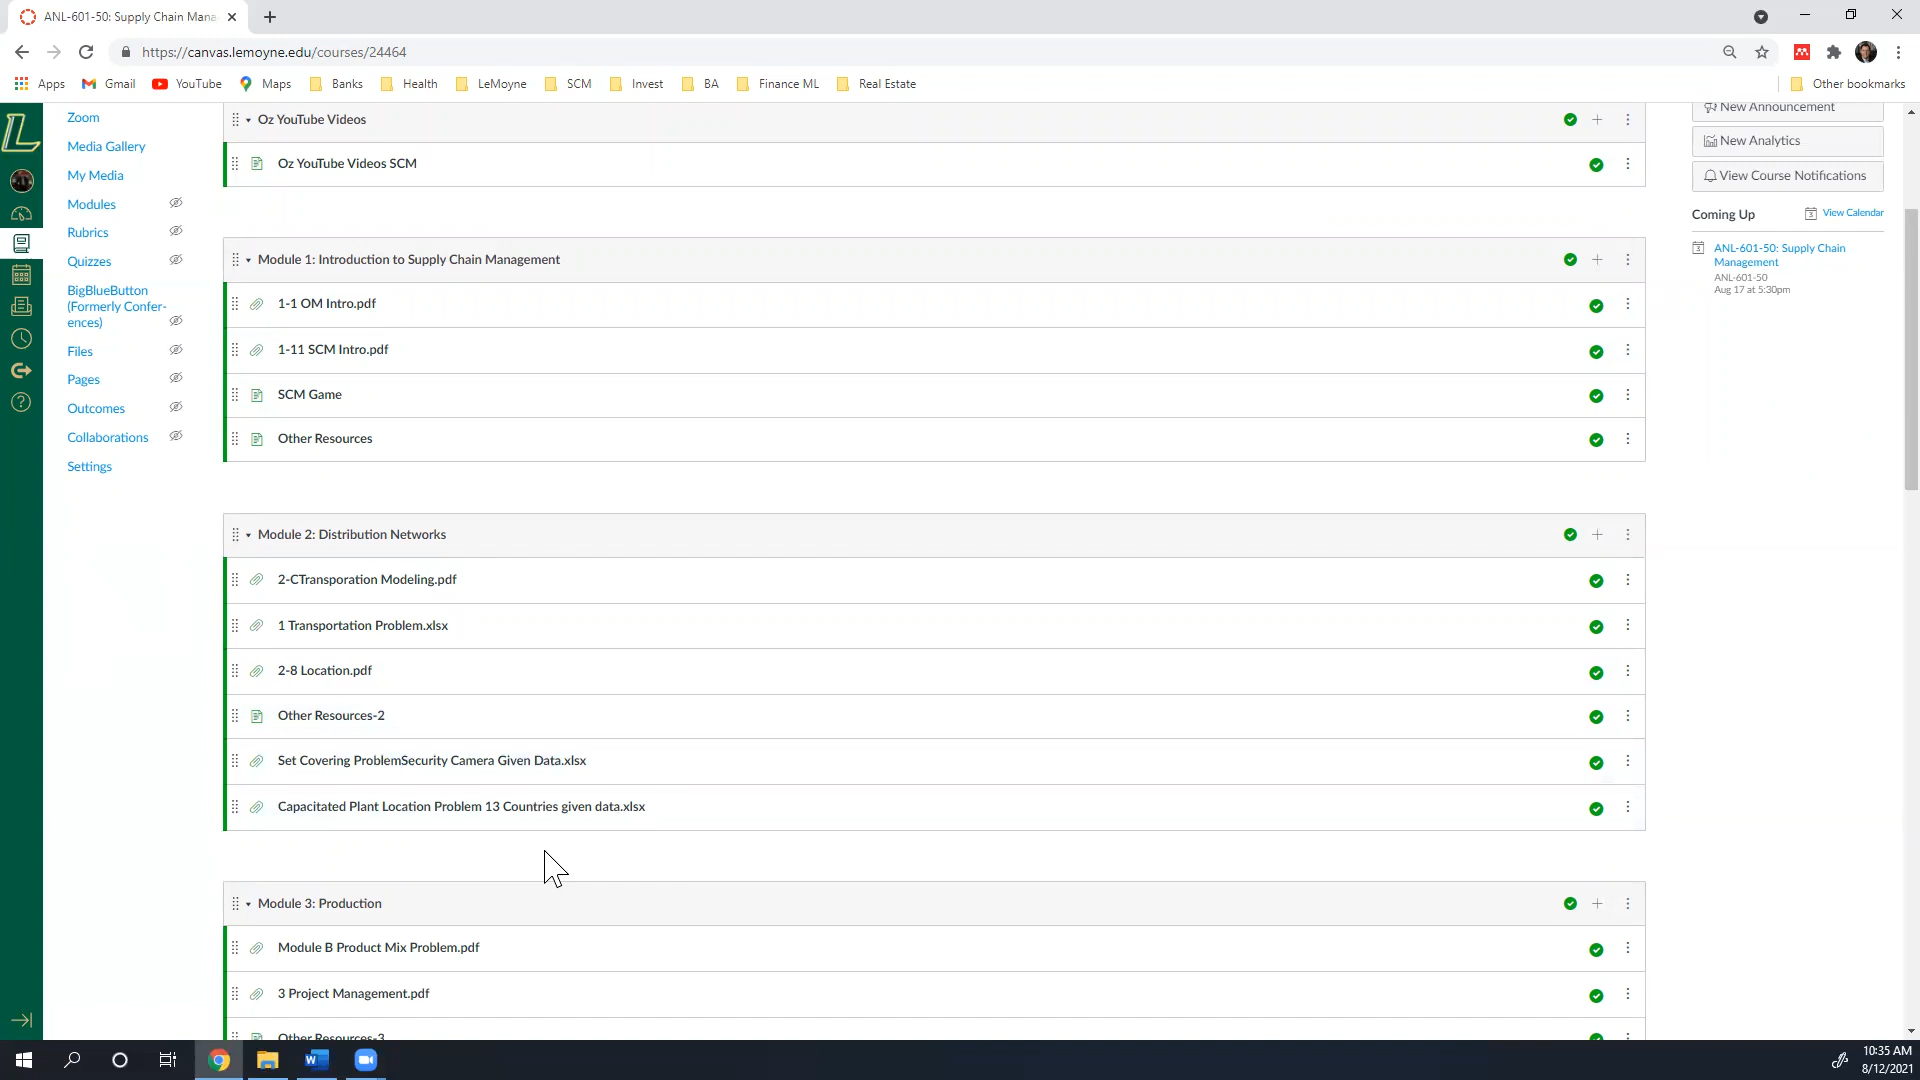 ANL-601-50: Supply Chain Mana
https://canvas.lemoyne.edu/courses/24464
Apps
Gmail
YouTube
Maps
Banks
Health
LeMoyne
SCM
Invest
BA
Finance ML
Real Estate
Other bookmarks
L
Zoom
Media Gallery
My Media
Modules
Rubrics
Quizzes
BigBlueButton
(Formerly Confer-
ences)
Files
Pages
Outcomes
Collaborations
Settings
Oz YouTube Videos
Oz YouTube Videos SCM
Module 1: Introduction to Supply Chain Management
1-1 OM Intro.pdf
1-11 SCM Intro.pdf
SCM Game
Other Resources
Module 2: Distribution Networks
2-CTransporation Modeling.pdf
1 Transportation Problem.xlsx
2-8 Location.pdf
Other Resources-2
Set Covering ProblemSecurity Camera Given Data.xlsx
Capacitated Plant Location Problem 13 Countries given data.xlsx
Module 3: Production
Module B Product Mix Problem.pdf
3 Project Management.pdf
Other Resources-3
New Announcement
New Analytics
View Course Notifications
Coming Up
View Calendar
ANL-601-50: Supply Chain
Management
ANL-601-50
Aug 17 at 5:30pm
10:35 AM
8/12/2021